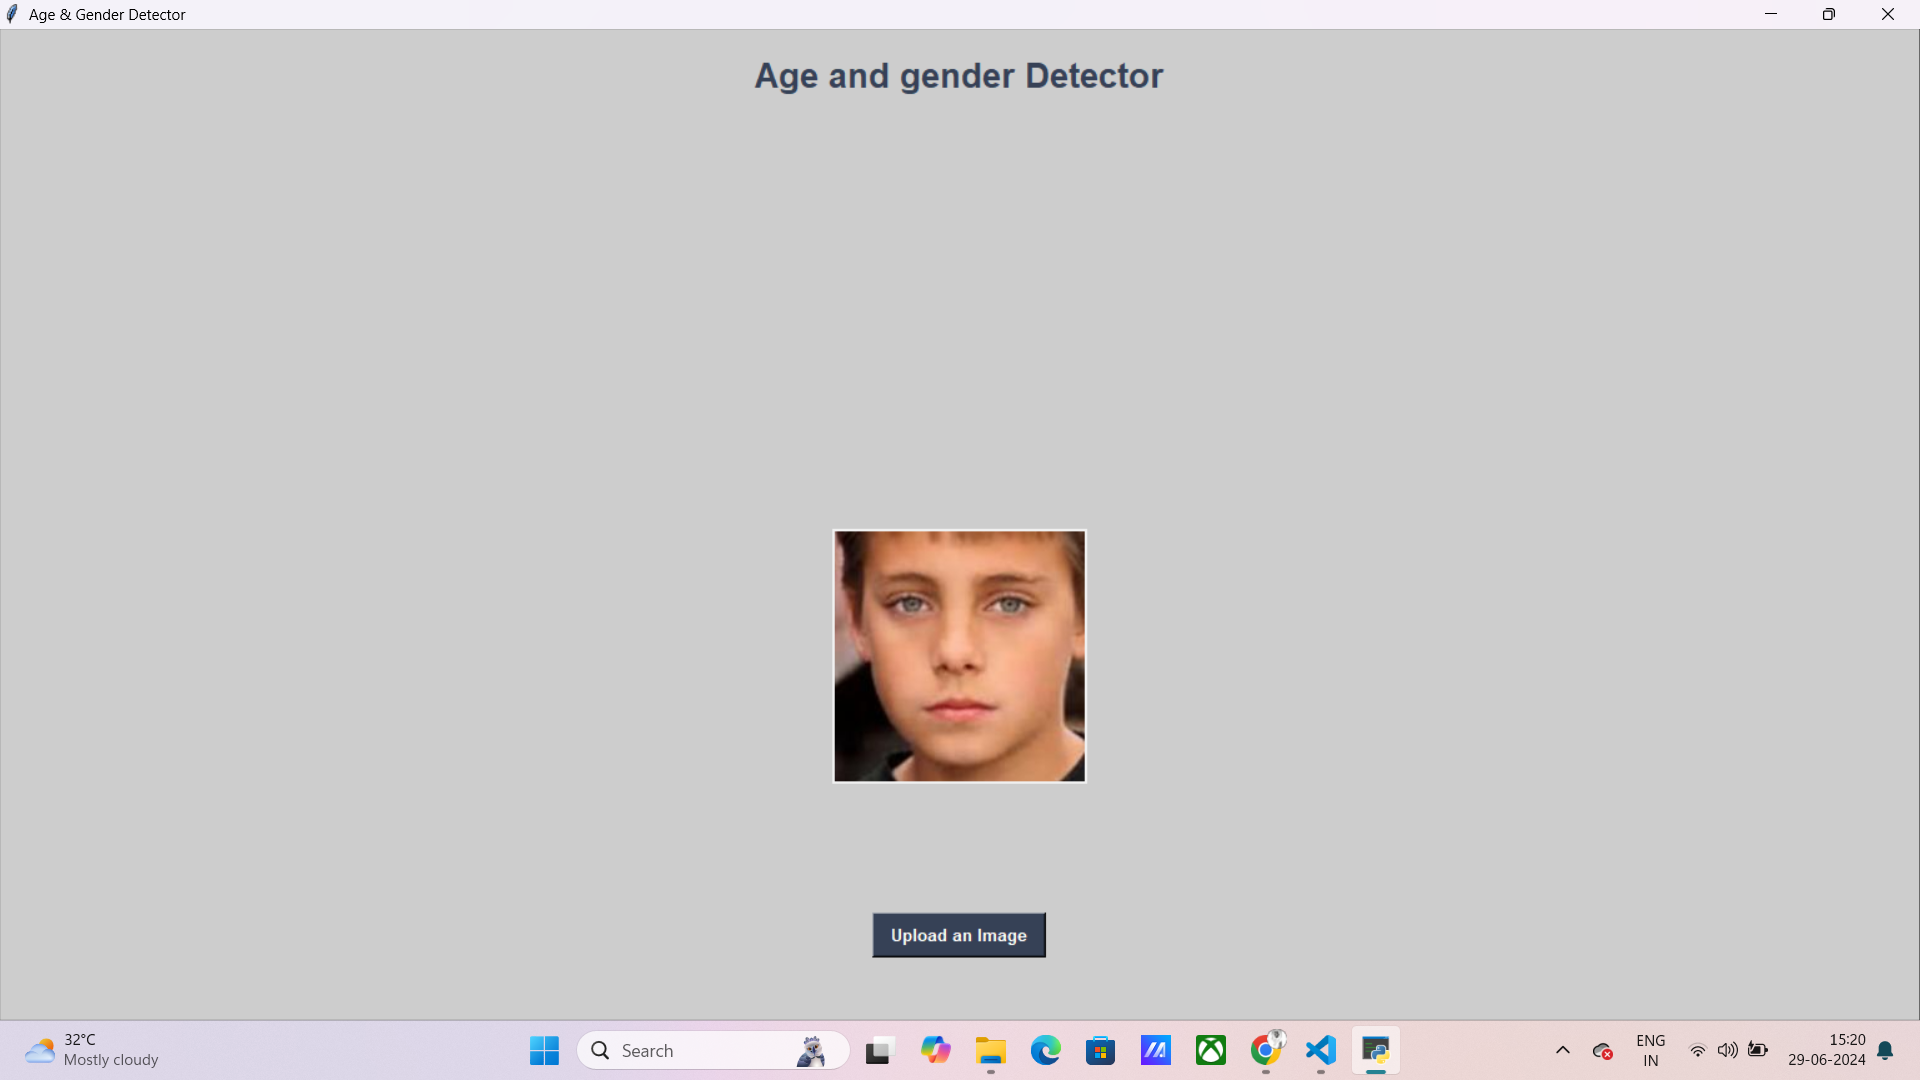 Age & Gender Detector
Age and gender Detector
Upload an Image
32°C
Mostly cloudy
Search
ENG
IN
15:20
29-06-2024